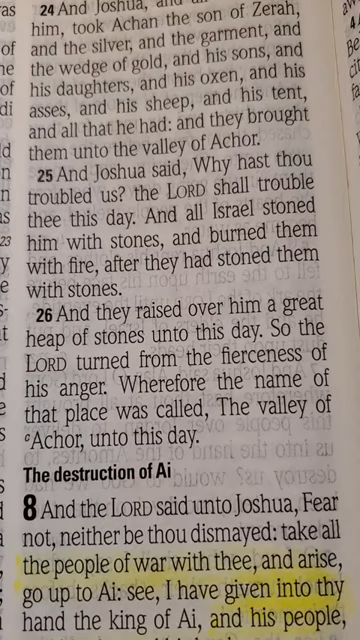 24 And Joshua, and
him, took Achan the son of Zerah,
and the silver, and the garment, and
the wedge of gold, and his sons, and
his daughters, and his oxen, and his
asses, and his sheep, and his tent,
and all that he had: and they brought
them unto the valley of Achor.
25 And Joshua said, Why hast thou
troubled us? the LORD shall trouble
thee this day. And all Israel stoned
him with stones, and burned them
with fire, after they had stoned them
with stones.
26 And they raised over him a great
heap of stones unto this day. So the
LORD turned from the fierceness of
his anger. Wherefore the name of
that place was called, The valley of
eAchor, unto this day.
The destruction of Ai
8 And the LORD said unto Joshua, Fear
not, neither be thou dismayed: take all
the people of war with thee, and arise,
go up to Ai: see, I have given into thy
hand the king of Ai, and his people,